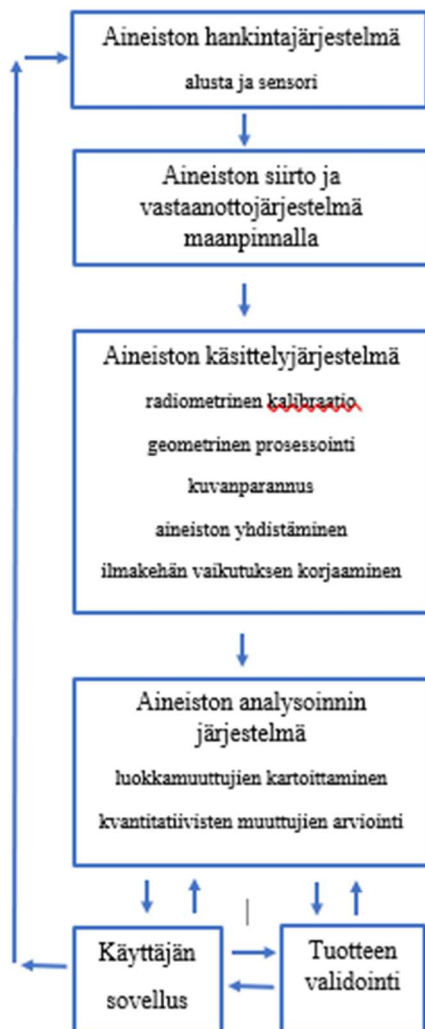 Aineiston hankintajärjestelmä
alusta ja sensori
Aineiston siirto ja
vastaanottojärjestelmä
maanpinnalla
Aineiston käsittelyjärjestelmä
radiometrinen kalibraatio
geometrinen prosessointi
kuvanparannus
aineiston yhdistäminen
ilmakehän vaikutuksen korjaaminen
Aineiston analysoinnin
järjestelmä
luokkamuuttujien kartoittaminen
kvantitatiivisten muuttujien arviointi
Käyttäjän
sovellus
Tuotteen
validointi